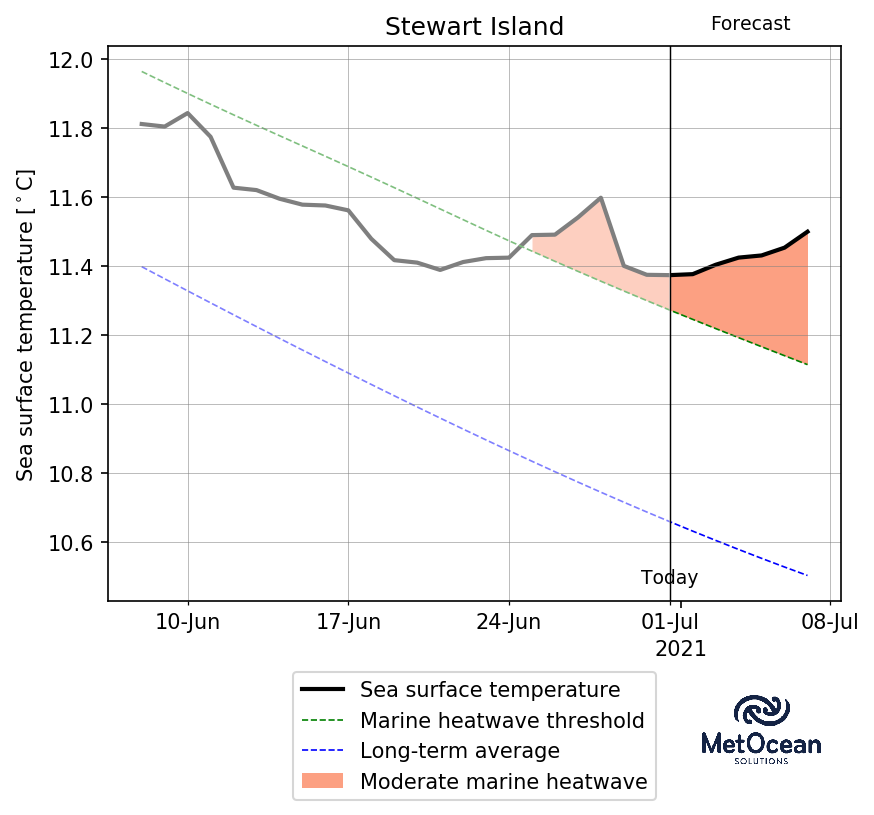 Stewart Island
Forecast
Sea surface temperature [°C]
12.0
11.8
11.6
11.4
11.2
11.0
10.8
10.6
Today
10-Jun
17-Jun
24-Jun
01-Jul
08-Jul
2021
Sea surface temperature
Marine heatwave threshold
Long-term average
Moderate marine heatwave
MetOcean
SOLUTIONS